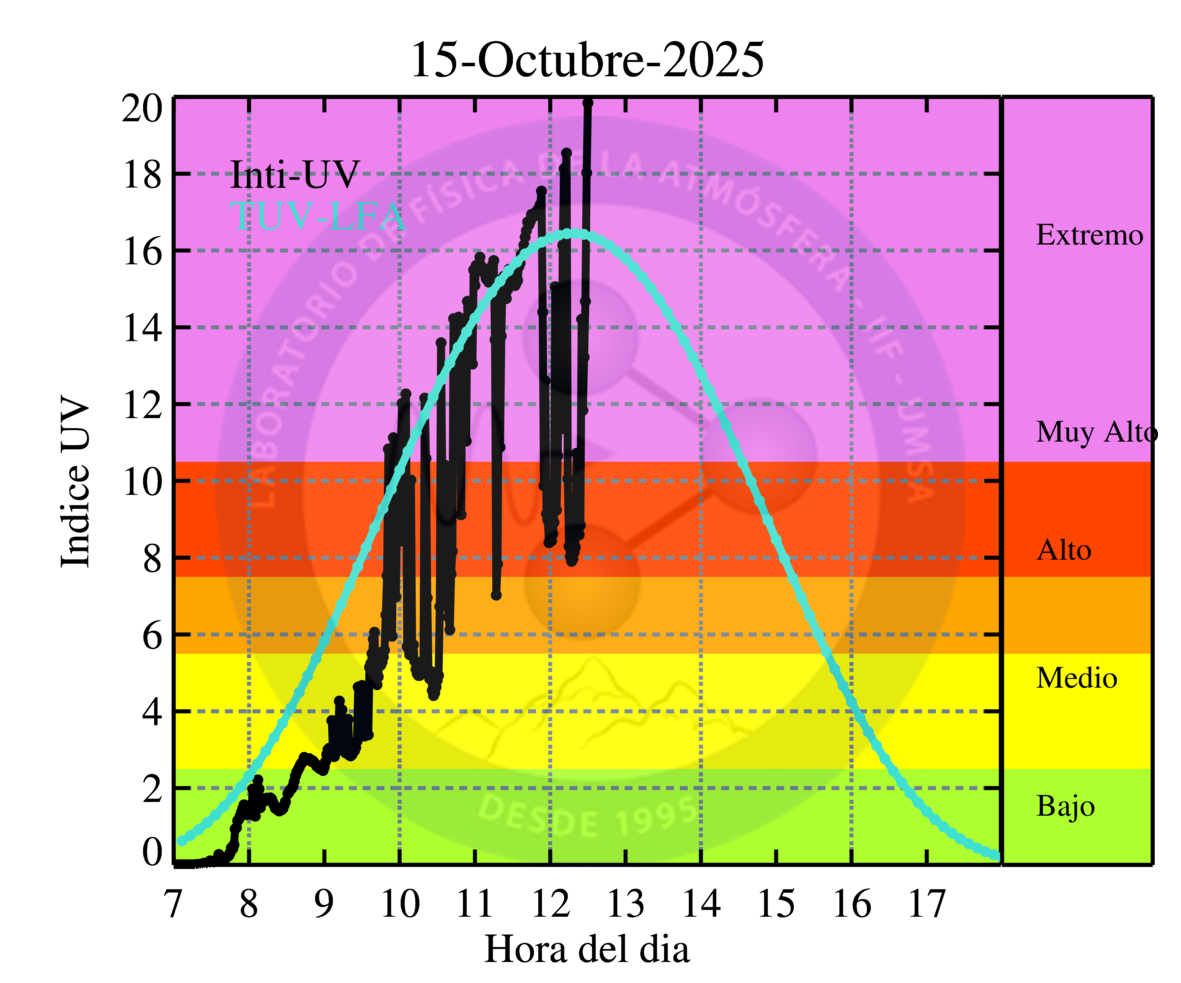 15-Octubre-2025
Inti-UV
TUV-LFA
LABORATORIO DE FÍSICA DE LA ATMÓSFERA - IIF - UMSA
DESDE 1995
Indice UV
20
18
16
14
12
10
8
6
4
2
0
Extremo
Muy Alto
Alto
Medio
Bajo
7 8 9 10 11 12 13 14 15 16 17
Hora del dia